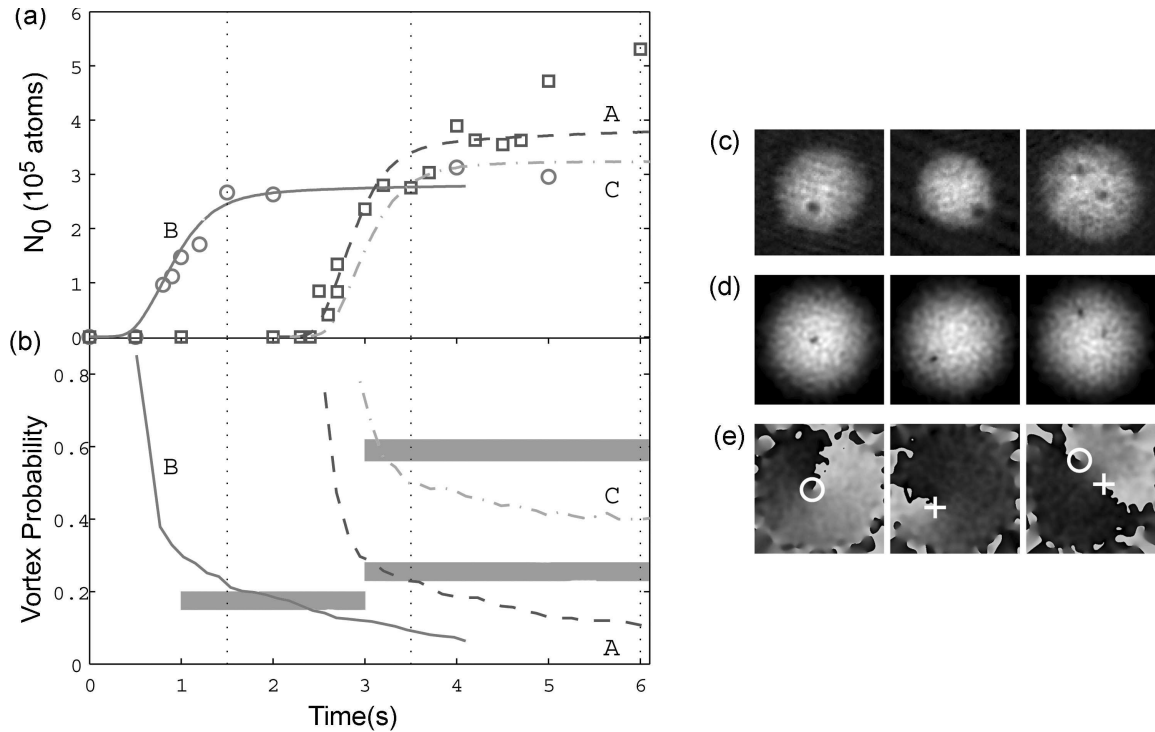 (a)
6
5
4
3
2
1
0
N0 (10^5 atoms)
A
B
C
(b)
0.8
0.6
0.4
0.2
0
Vortex Probability
B
C
A
0 1 2 3 4 5 6
Time(s)
(c)
(d)
(e)